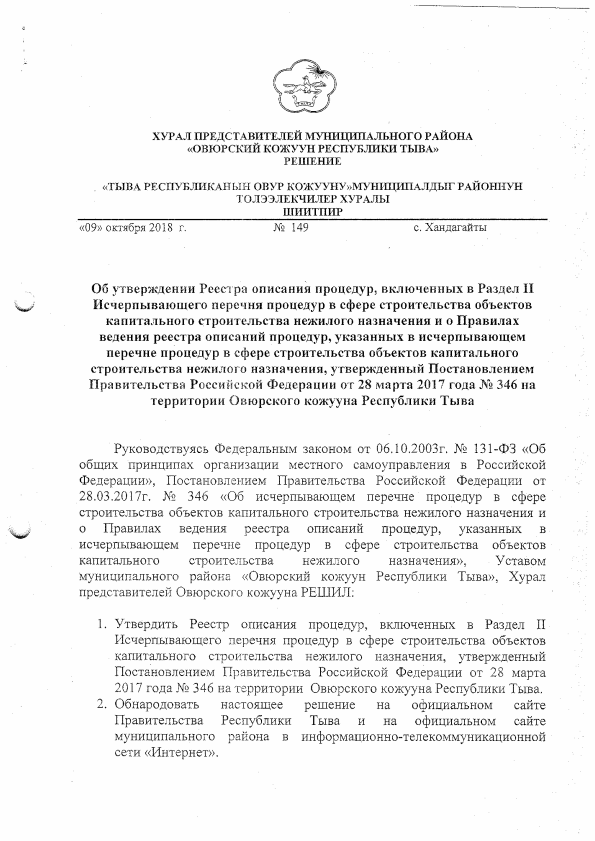 ХУРАЛ ПРЕДСТАВИТЕЛЕЙ МУНИЦИПАЛЬНОГО РАЙОНА
«ОВЮРСКИЙ КОЖУУН РЕСПУБЛИКИ ТЫВА»
РЕШЕНИЕ
«ТЫВА РЕСПУБЛИКАНЫН ОВУР КОЖУУНУ»МУНИЦИПАЛДЫГ РАЙОННУН
ТОЛЭЭЛЕКЧИЛЕР ХУРАЛЫ
ШИИТПИР
«09» октября 2018 г. № 149 с. Хандагайты
Об утверждении Реестра описания процедур, включенных в Раздел II
Исчерпывающего перечня процедур в сфере строительства объектов
капитального строительства нежилого назначения и о Правилах
ведения реестра описаний процедур, указанных в исчерпывающем
перечне процедур в сфере строительства объектов капитального
строительства нежилого назначения, утвержденный Постановлением
Правительства Российской Федерации от 28 марта 2017 года № 346 на
территории Овюрского кожууна Республики Тыва
Руководствуясь Федеральным законом от 06.10.2003г. № 131-ФЗ «Об
общих принципах организации местного самоуправления в Российской
Федерации», Постановлением Правительства Российской Федерации от
28.03.2017г. № 346 «Об исчерпывающем перечне процедур в сфере
строительства объектов капитального строительства нежилого назначения и
о Правилах ведения реестра описаний процедур, указанных в
исчерпывающем перечне процедур в сфере строительства объектов
капитального строительства нежилого назначения», Уставом
муниципального района «Овюрский кожуун Республики Тыва», Хурал
представителей Овюрского кожууна РЕШИЛ:
1. Утвердить Реестр описания процедур, включенных в Раздел II
Исчерпывающего перечня процедур в сфере строительства объектов
капитального строительства нежилого назначения, утвержденный
Постановлением Правительства Российской Федерации от 28 марта
2017 года № 346 на территории Овюрского кожууна Республики Тыва.
2. Обнародовать настоящее решение на официальном сайте
Правительства Республики Тыва и на официальном сайте
муниципального района в информационно-телекоммуникационной
сети «Интернет».